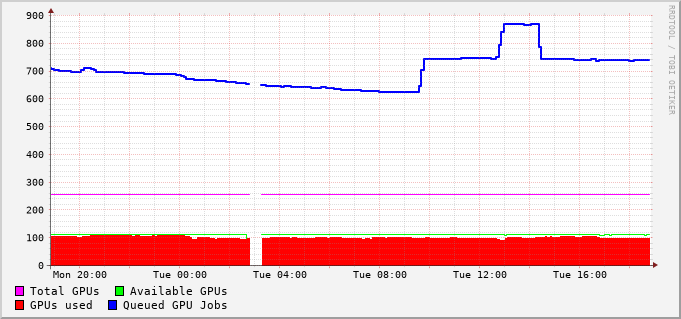 900
800
700
600
500
400
300
200
100
0
Mon 20:00 Tue 00:00 Tue 04:00 Tue 08:00 Tue 12:00 Tue 16:00
Total GPUs Available GPUs
GPUs used Queued GPU Jobs
RRDTOOL / TOBI OETIKER